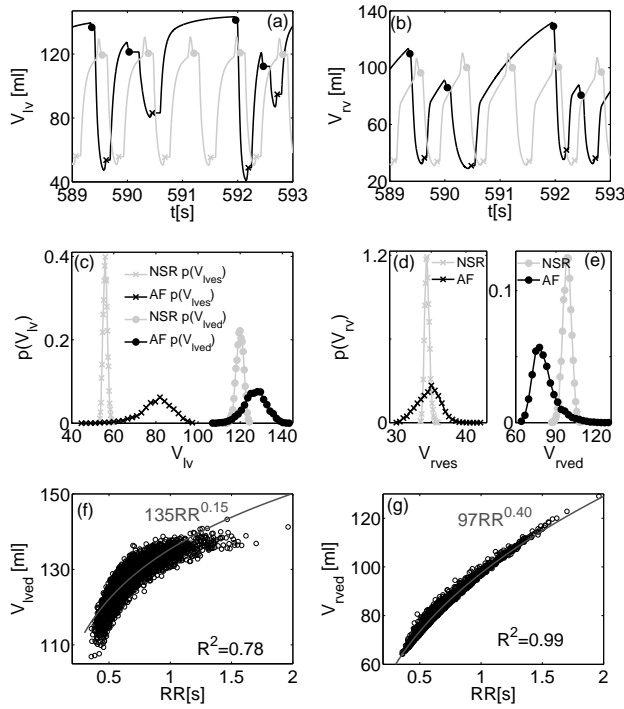 (a)
V_lv [ml]
160
120
80
40
589 590 591 592 593
t[s]
(b)
V_rv [ml]
140
100
60
20
589 590 591 592 593
t[s]
(c)
NSR p(V_lves)
AF p(V_lves)
NSR p(V_lved)
AF p(V_lved)
p(V_lv)
0.4
0.2
0
40 60 80 100 120 140
V_lv
(d)
NSR
AF
p(V_rv)
1.2
0.6
0
30 40
V_rves
(e)
NSR
AF
0.1
0
60 90 120
V_rved
(f)
135RR^0.15
V_lved [ml]
150
130
110
R^2=0.78
0.5 1 1.5 2
RR[s]
(g)
97RR^0.40
V_rved [ml]
120
100
80
60
R^2=0.99
0.5 1 1.5 2
RR[s]